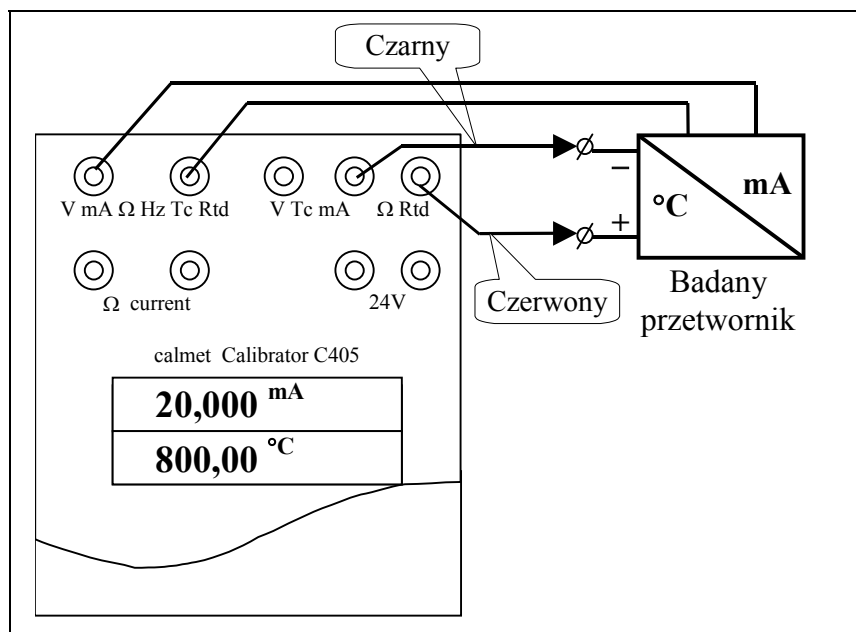 Czarny
V mA Ω Hz Tc Rtd
V Tc mA
Ω Rtd
−
+
°C
mA
Ω current
24V
Czerwony
Badany
przetwornik
calmet Calibrator C405
20,000 mA
800,00 °C